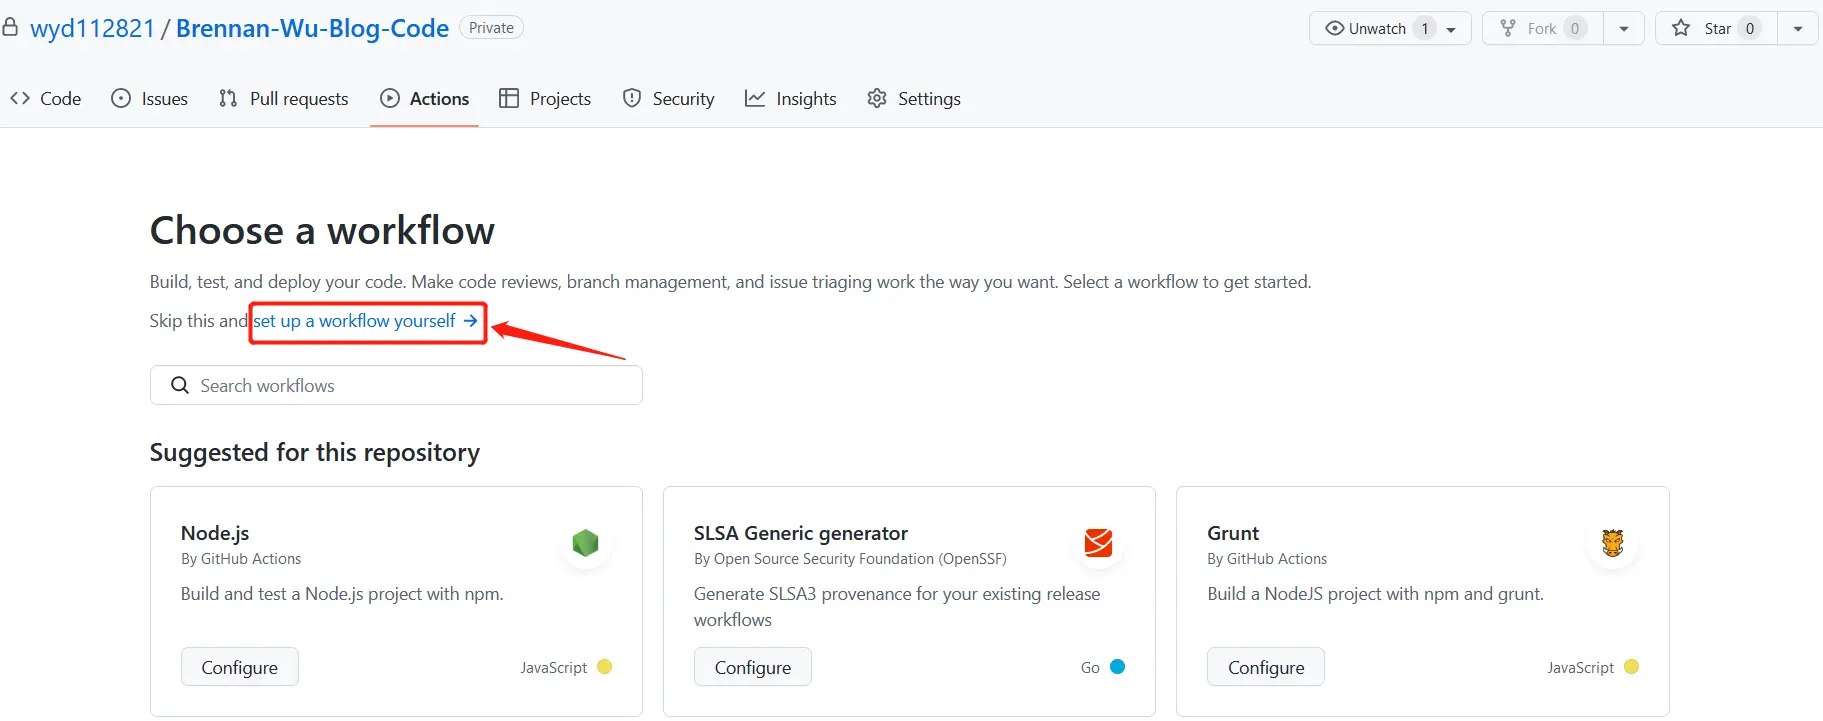 wyd112821 / Brennan-Wu-Blog-Code Private Unwatch 1 Fork 0 Star 0
Code Issues Pull requests Actions Projects Security Insights Settings
Choose a workflow
Build, test, and deploy your code. Make code reviews, branch management, and issue triaging work the way you want. Select a workflow to get started.
Skip this and set up a workflow yourself →
Search workflows
Suggested for this repository
Node.js
By GitHub Actions
Build and test a Node.js project with npm.
Configure JavaScript
SLSA Generic generator
By Open Source Security Foundation (OpenSSF)
Generate SLSA3 provenance for your existing release
workflows
Configure Go
Grunt
By GitHub Actions
Build a NodeJS project with npm and grunt.
Configure JavaScript